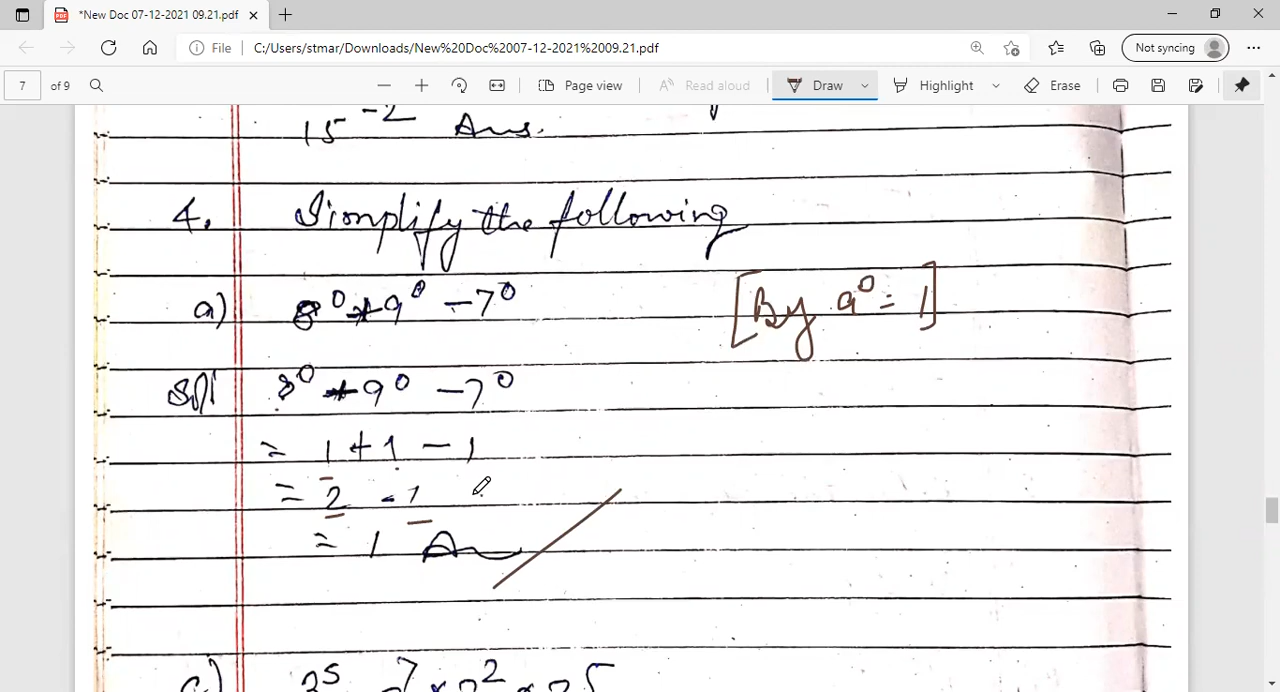 *New Doc 07-12-2021 09.21.pdf
File C:/Users/stmar/Downloads/New%20Doc%2007-12-2021%2009.21.pdf Not syncing
7 of 9 Page view Read aloud Draw Highlight Erase
15⁻² Ans.
4. Simplify the following
a) 8⁰ + 9⁰ - 7⁰ [By a⁰ = 1]
Sol 8⁰ + 9⁰ - 7⁰
= 1 + 1 - 1
= 2 - 1
= 1 Ans